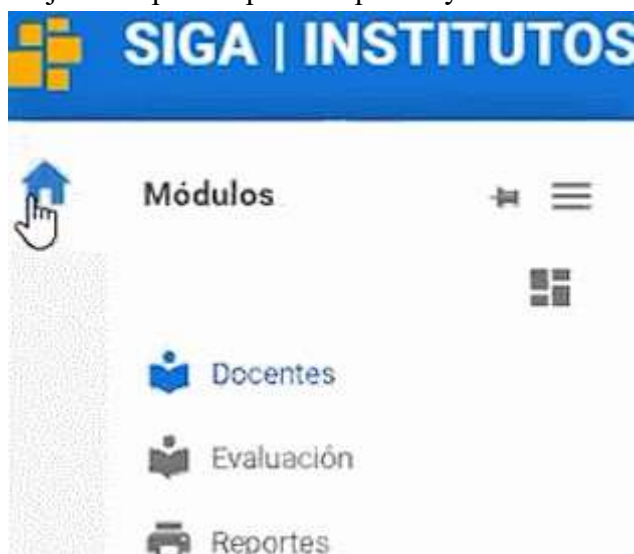 SIGA | INSTITUTOS
Módulos
Docentes
Evaluación
Reportes